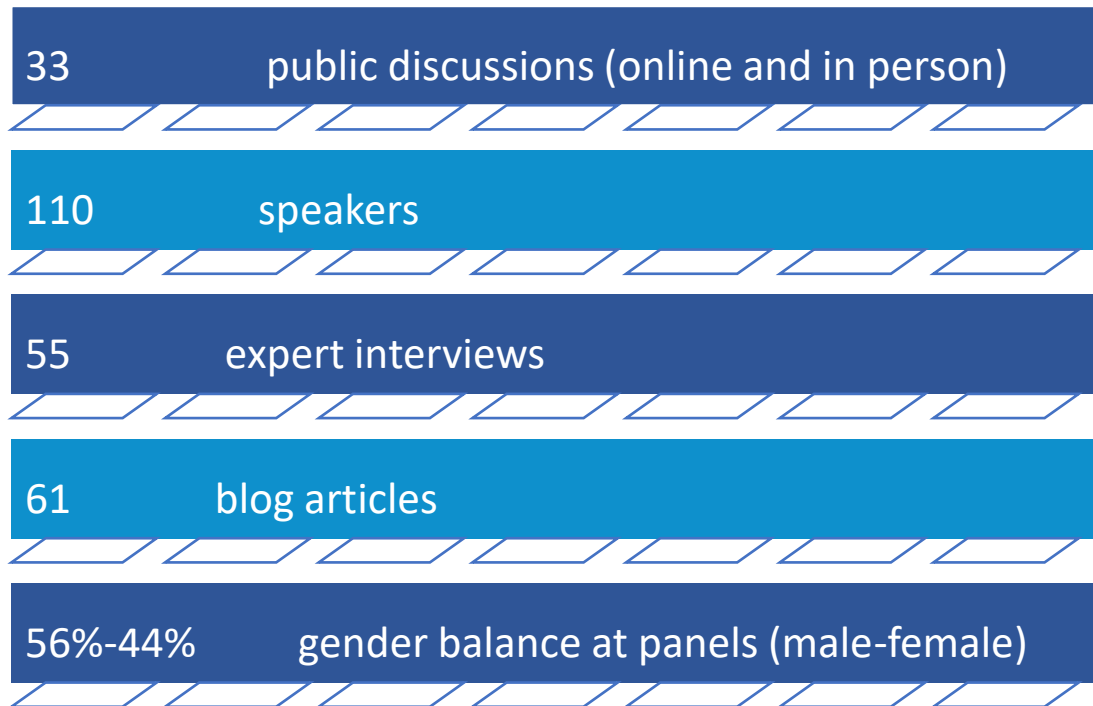 33 public discussions (online and in person)
110 speakers
55 expert interviews
61 blog articles
56%-44% gender balance at panels (male-female)